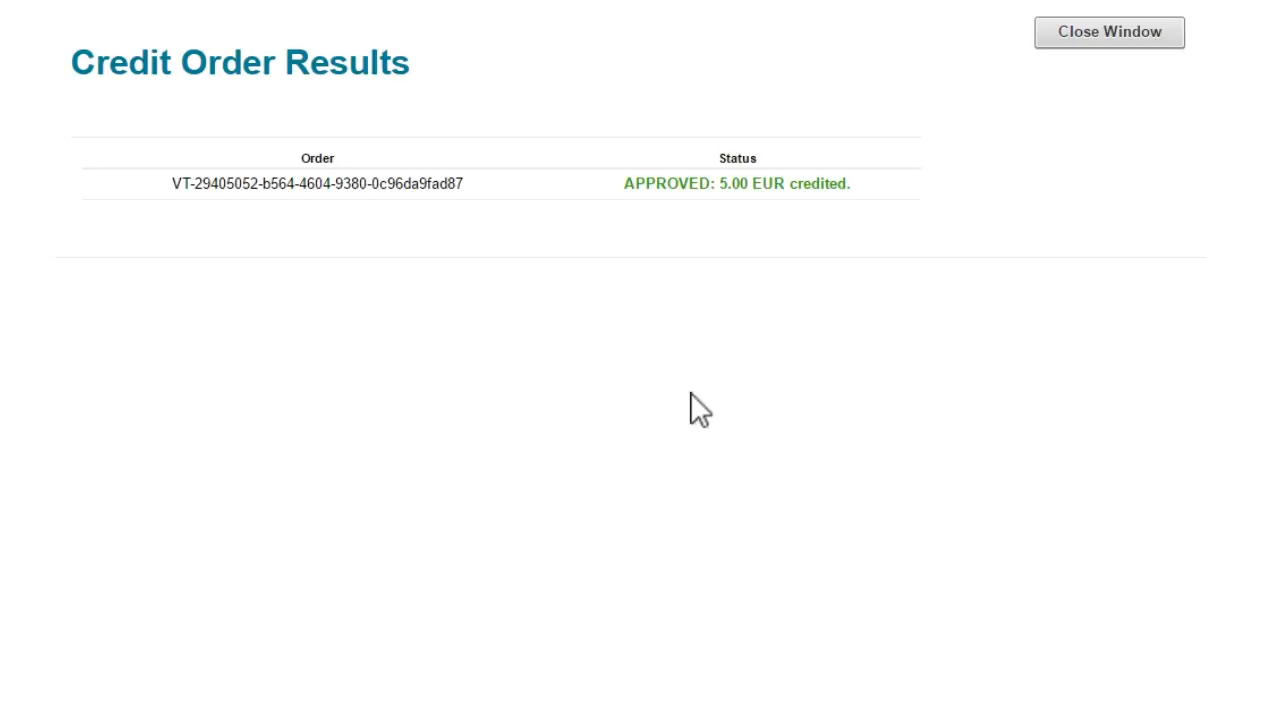 Close Window
Credit Order Results
Order Status
VT-29405052-b564-4604-9380-0c96da9fad87 APPROVED: 5.00 EUR credited.